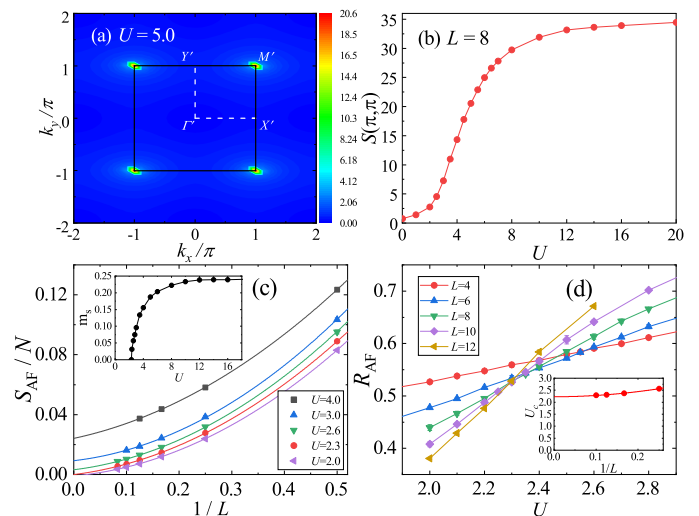 (a) U = 5.0
Y′
M′
Γ′
X′
2
1
0
-1
-2
-2
-1
0
1
2
k_y/π
k_x/π
20.6
18.5
16.5
14.4
12.4
10.3
8.24
6.18
4.12
2.06
0.00
(b) L = 8
S(π,π)
35
30
25
20
15
10
5
0
0
4
8
12
16
20
U
(c)
S_AF / N
0.12
0.08
0.04
0.00
0.0
0.1
0.2
0.3
0.4
0.5
1 / L
m_s
0.25
0.20
0.15
0.10
0.05
0.00
0
4
8
12
16
U
U=4.0
U=3.0
U=2.6
U=2.3
U=2.0
(d)
R_AF
0.7
0.6
0.5
0.4
2.0
2.2
2.4
2.6
2.8
U
L=4
L=6
L=8
L=10
L=12
U_c
3.0
2.5
2.0
1.5
1.0
0.5
0.0
0.0
0.1
0.2
1/L